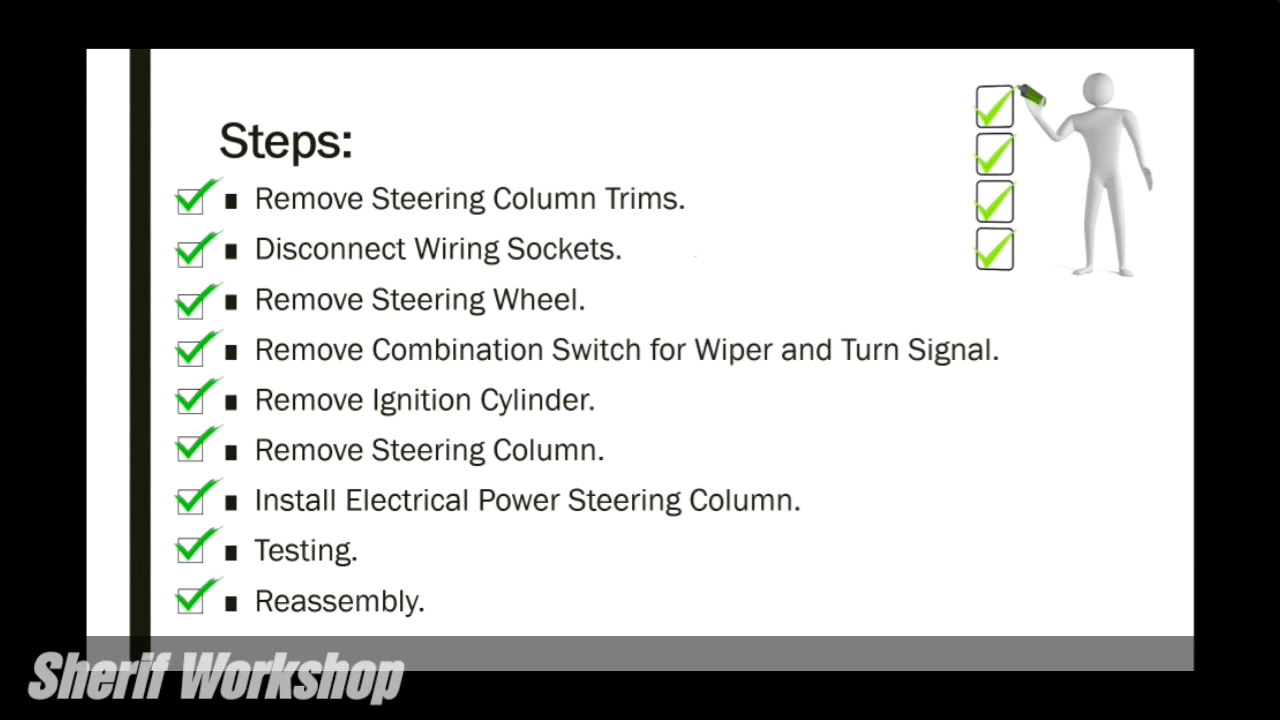 Steps:
Remove Steering Column Trims.
Disconnect Wiring Sockets.
Remove Steering Wheel.
Remove Combination Switch for Wiper and Turn Signal.
Remove Ignition Cylinder.
Remove Steering Column.
Install Electrical Power Steering Column.
Testing.
Reassembly.
Sherif Workshop